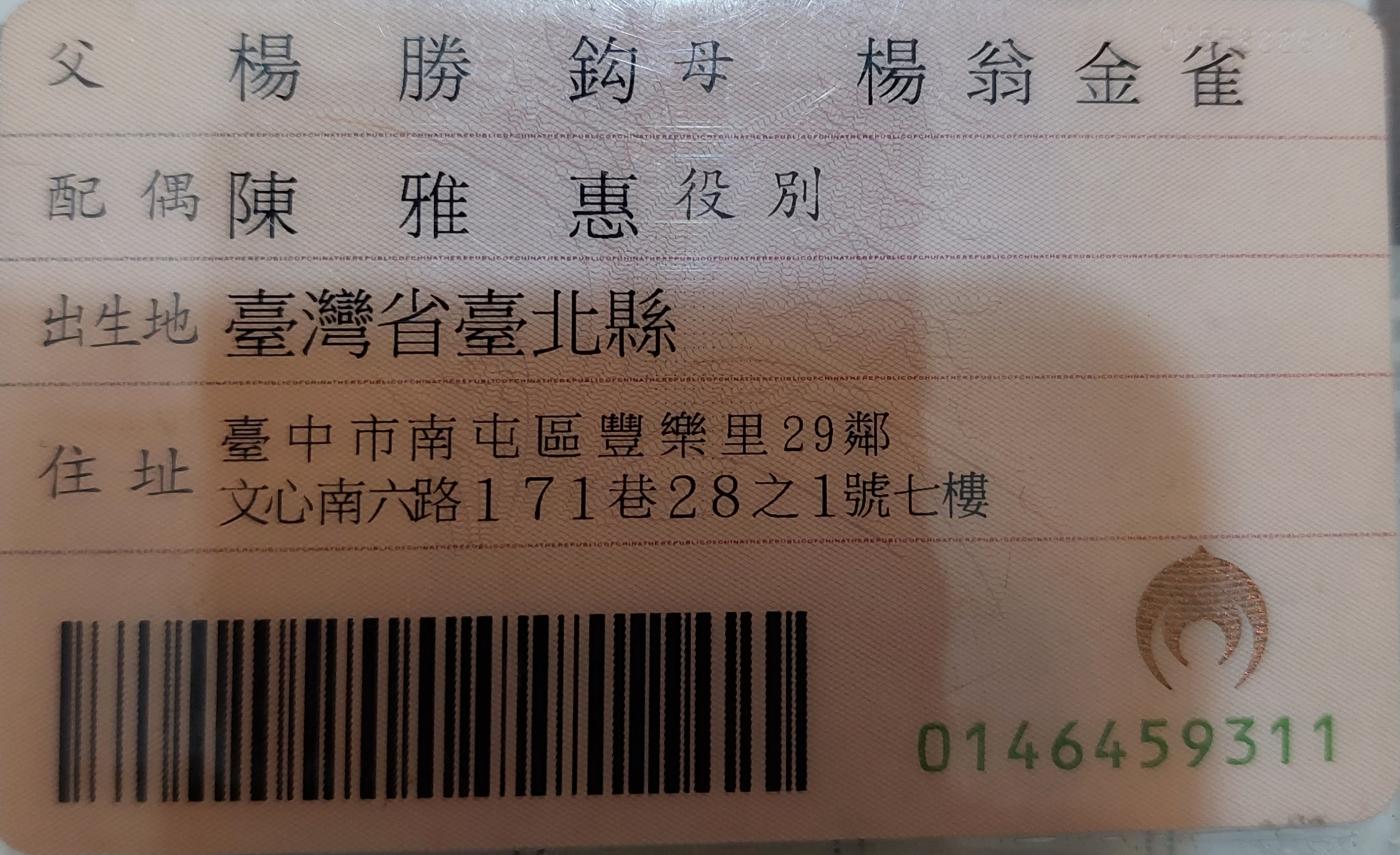 父 楊勝鈎 母 楊翁金雀
配偶 陳雅惠 役別
出生地 臺灣省臺北縣
住址 臺中市南屯區豐樂里29鄰
文心南六路171巷28之1號七樓
0146459311